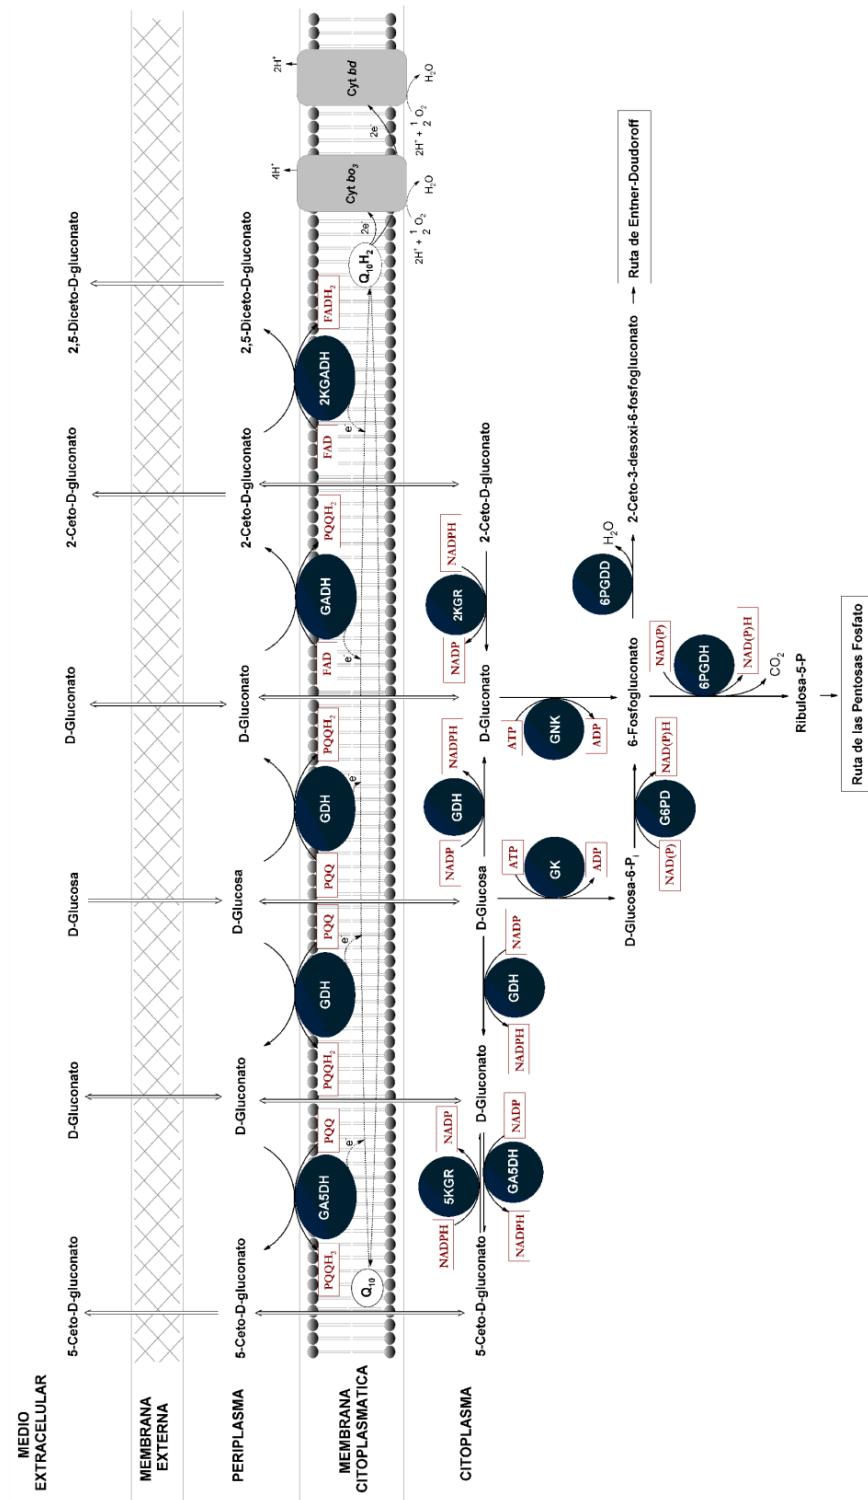 MEDIO
EXTRACELULAR
5-Ceto-D-gluconato
D-Gluconato
D-Glucosa
D-Gluconato
2-Ceto-D-gluconato
2,5-Diceto-D-gluconato
MEMBRANA
EXTERNA
PERIPLASMA
5-Ceto-D-gluconato
D-Gluconato
D-Glucosa
D-Gluconato
2-Ceto-D-gluconato
2,5-Diceto-D-gluconato
4H⁺
2H⁺
MEMBRANA
CITOPLASMATICA
PQQH₂
GA5DH
PQQ
PQQH₂
GDH
PQQ
PQQ
GDH
PQQH₂
FAD
GADH
PQQH₂
FAD
2KGADH
FADH₂
Cyt bo₃
Cyt bd
e⁻
e⁻
e⁻
e⁻
e⁻
Q₁₀
Q₁₀H₂
2e⁻
2e⁻
2H⁺ + ½ O₂
H₂O
2H⁺ + ½ O₂
H₂O
CITOPLASMA
NADPH
5KGR
NADP
NADP
GDH
NADPH
NADP
2KGR
NADPH
5-Ceto-D-gluconato
D-Gluconato
D-Glucosa
D-Gluconato
2-Ceto-D-gluconato
NADPH
GA5DH
NADP
NADPH
GDH
NADP
ATP
GK
ADP
ATP
GNK
ADP
6PGDD
H₂O
D-Glucosa-6-Pᵢ
6-Fosfogluconato
2-Ceto-3-desoxi-6-fosfogluconato
Ruta de Entner-Doudoroff
NAD(P)
G6PD
NAD(P)H
NAD(P)
6PGDH
NAD(P)H
CO₂
Ribulosa-5-P
Ruta de las Pentosas Fosfato